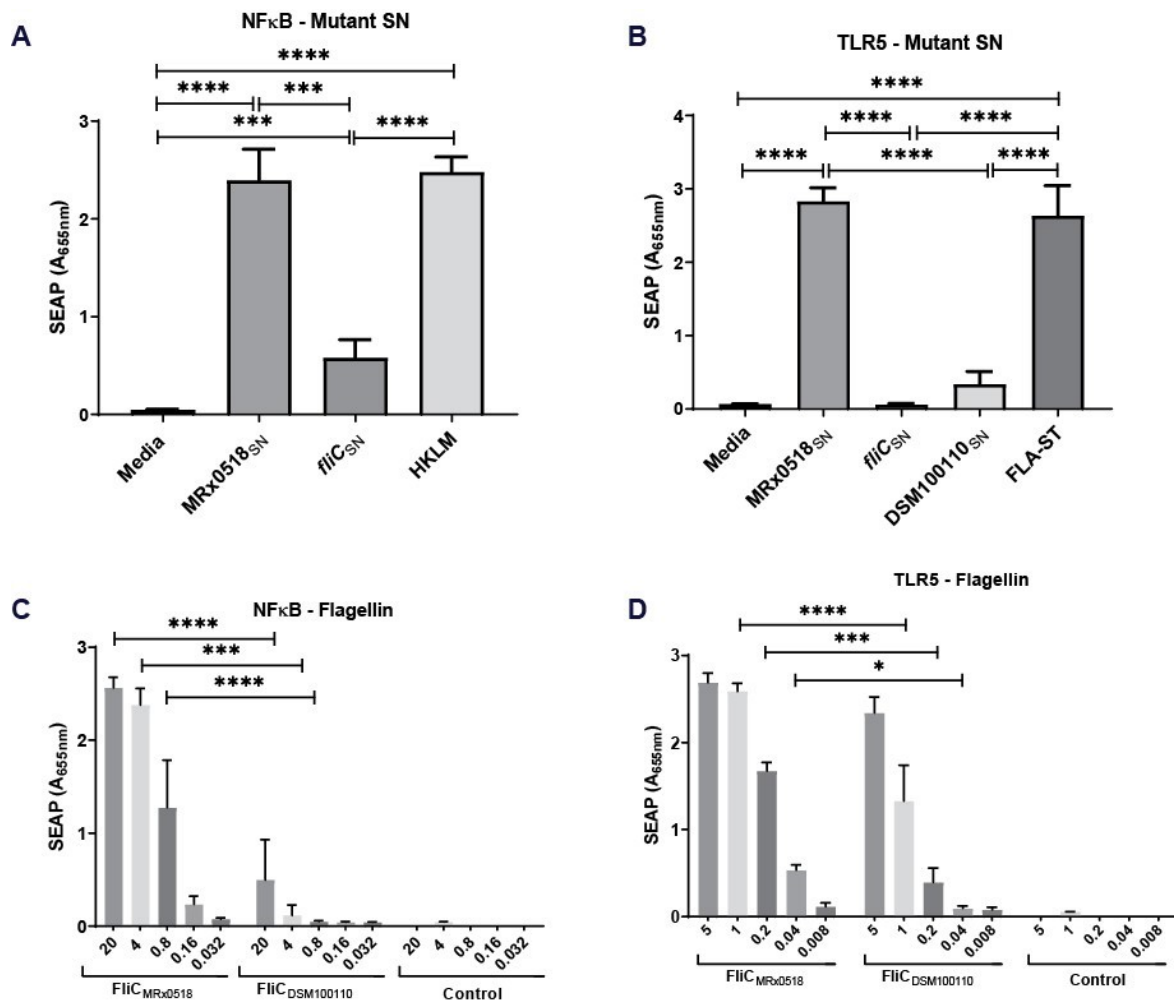 A
NFκB - Mutant SN
****
**** ***
*** ****
SEAP (A655nm)
3
2
1
0
Media
MRx0518SN
fliCSN
HKLM
B
TLR5 - Mutant SN
****
**** ****
**** **** ****
SEAP (A655nm)
4
3
2
1
0
Media
MRx0518SN
fliCSN
DSM100110SN
FLA-ST
C
NFκB - Flagellin
****
***
****
SEAP (A655nm)
3
2
1
0
20 4 0.8 0.16 0.032 20 4 0.8 0.16 0.032 20 4 0.8 0.16 0.032
FliCMRx0518 FliCDSM100110 Control
D
TLR5 - Flagellin
****
***
*
SEAP (A655nm)
3
2
1
0
5 1 0.2 0.04 0.008 5 1 0.2 0.04 0.008 5 1 0.2 0.04 0.008
FliCMRx0518 FliCDSM100110 Control